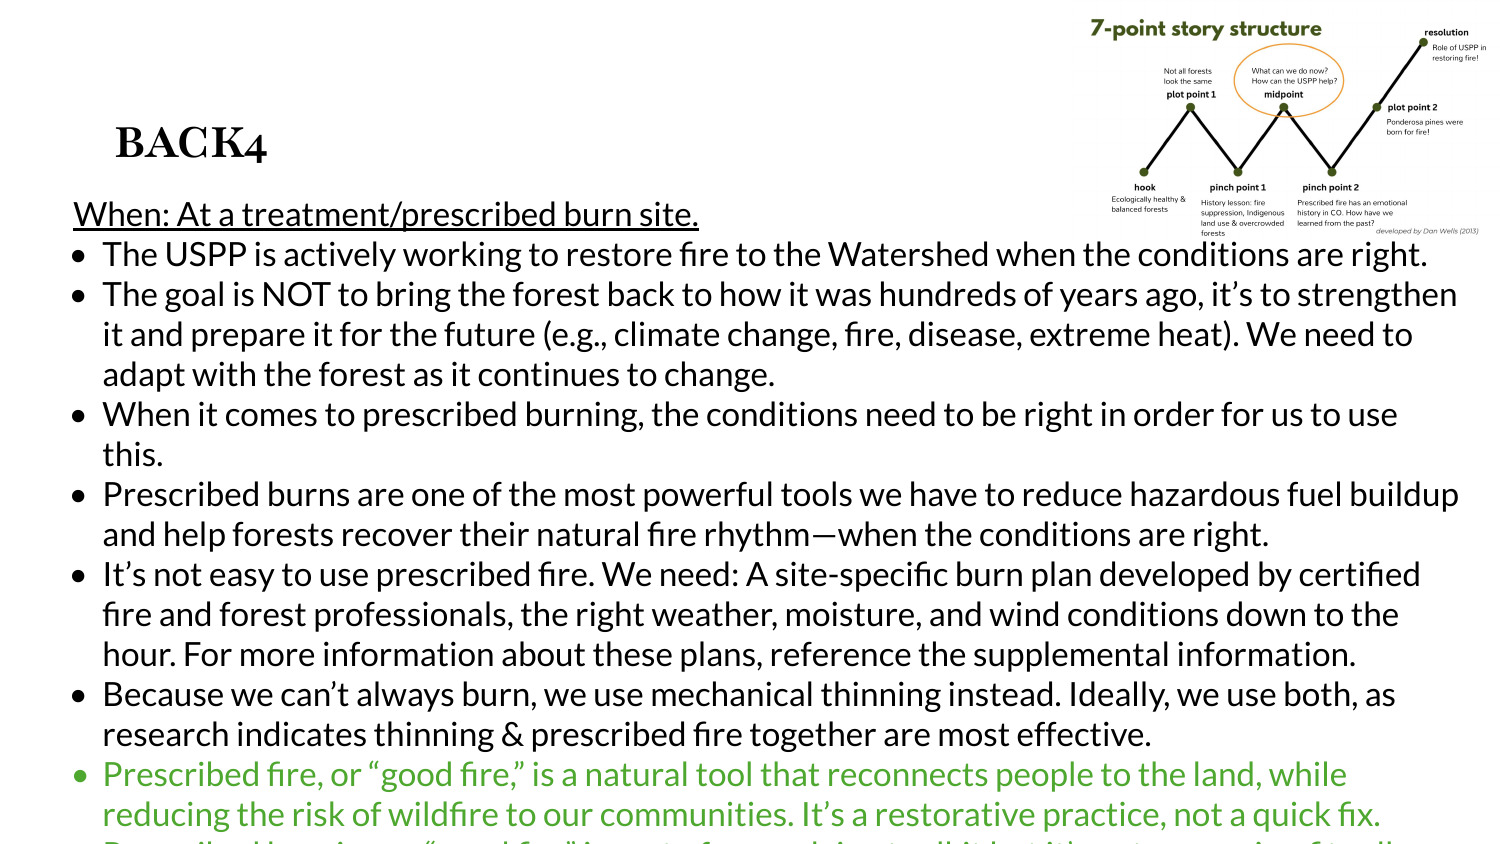 7-point story structure
resolution
Role of USPP in
restoring fire!
Not all forests
look the same
plot point 1
What can we do now?
How can the USPP help?
midpoint
plot point 2
Ponderosa pines were
born for fire!
hook
Ecologically healthy &
balanced forests
pinch point 1
History lesson: fire
suppression, Indigenous
land use & overcrowded
forests
pinch point 2
Prescribed fire has an emotional
history in CO. How have we
learned from the past?
developed by Dan Wells (2013)
BACK4
When: At a treatment/prescribed burn site.
● The USPP is actively working to restore fire to the Watershed when the conditions are right.
● The goal is NOT to bring the forest back to how it was hundreds of years ago, it’s to strengthen
it and prepare it for the future (e.g., climate change, fire, disease, extreme heat). We need to
adapt with the forest as it continues to change.
● When it comes to prescribed burning, the conditions need to be right in order for us to use
this.
● Prescribed burns are one of the most powerful tools we have to reduce hazardous fuel buildup
and help forests recover their natural fire rhythm—when the conditions are right.
● It’s not easy to use prescribed fire. We need: A site-specific burn plan developed by certified
fire and forest professionals, the right weather, moisture, and wind conditions down to the
hour. For more information about these plans, reference the supplemental information.
● Because we can’t always burn, we use mechanical thinning instead. Ideally, we use both, as
research indicates thinning & prescribed fire together are most effective.
● Prescribed fire, or “good fire,” is a natural tool that reconnects people to the land, while
reducing the risk of wildfire to our communities. It’s a restorative practice, not a quick fix.